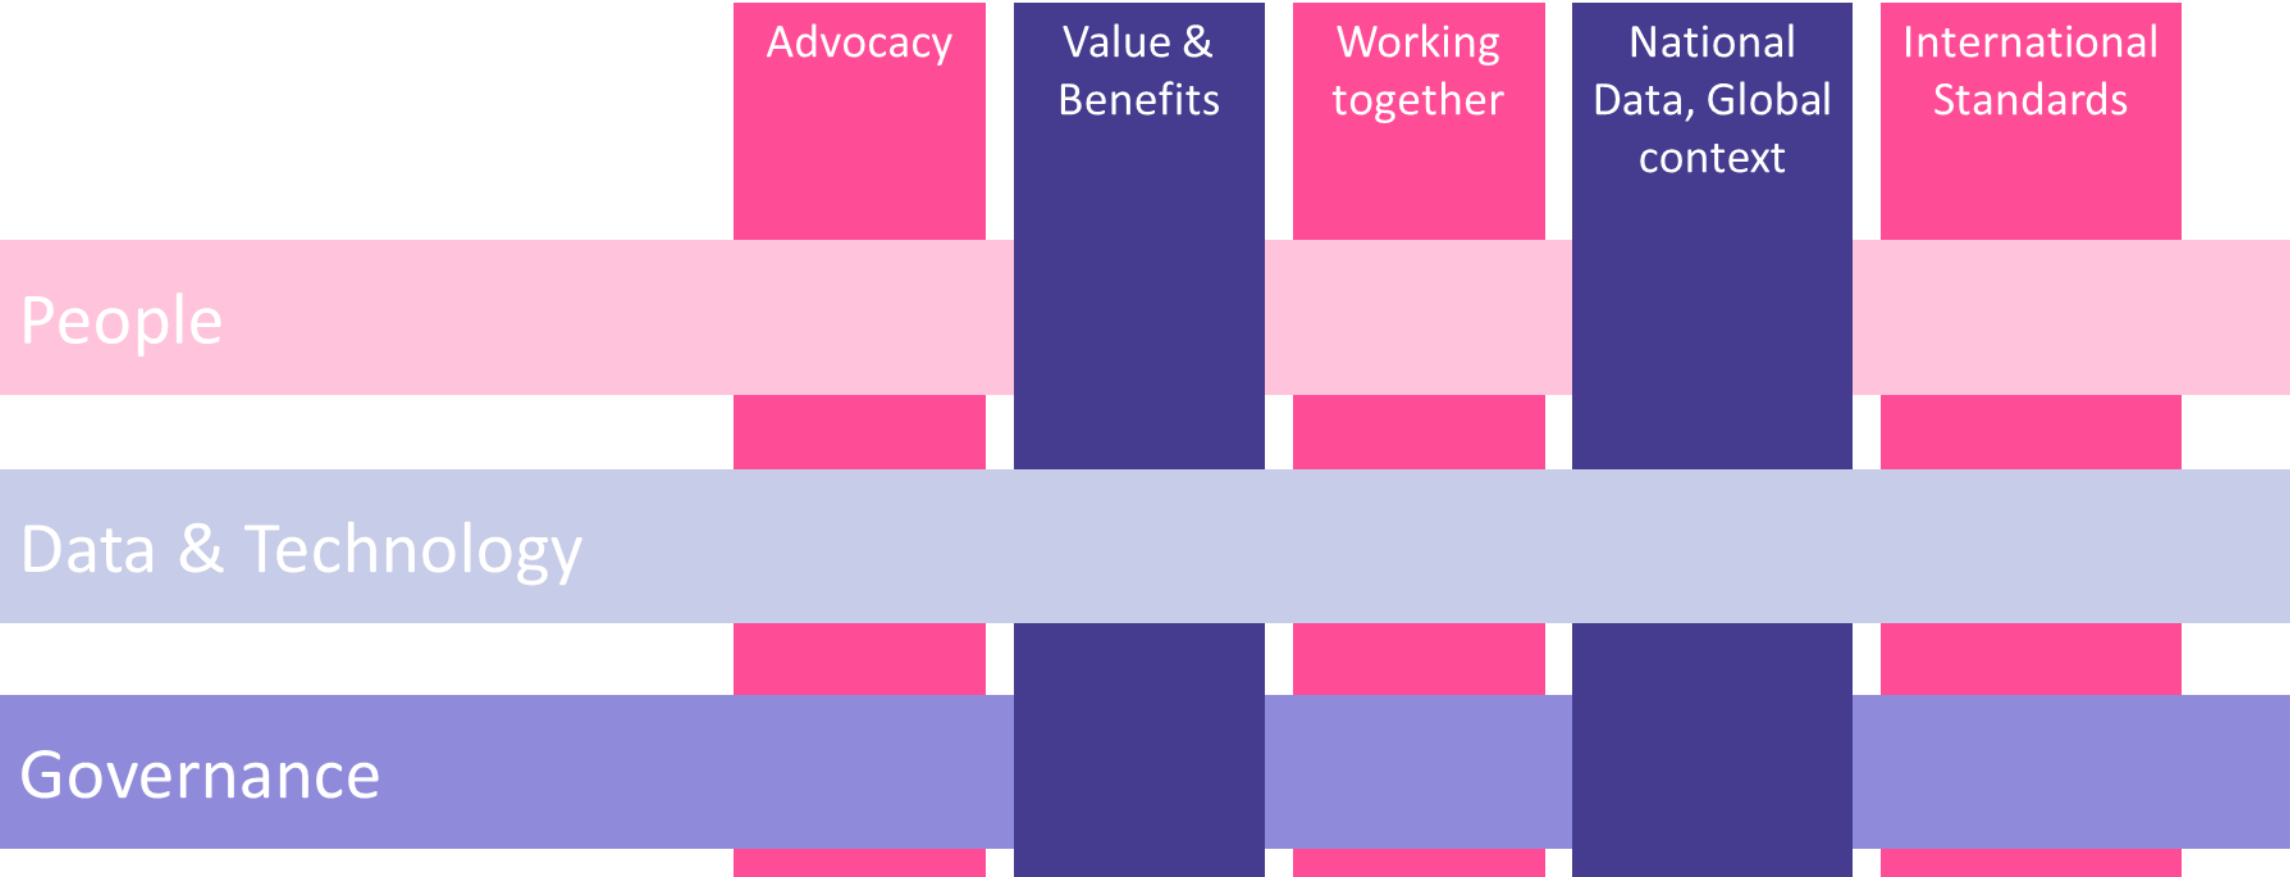 Advocacy
Value &
Benefits
Working
together
National
Data, Global
context
International
Standards
People
Data & Technology
Governance